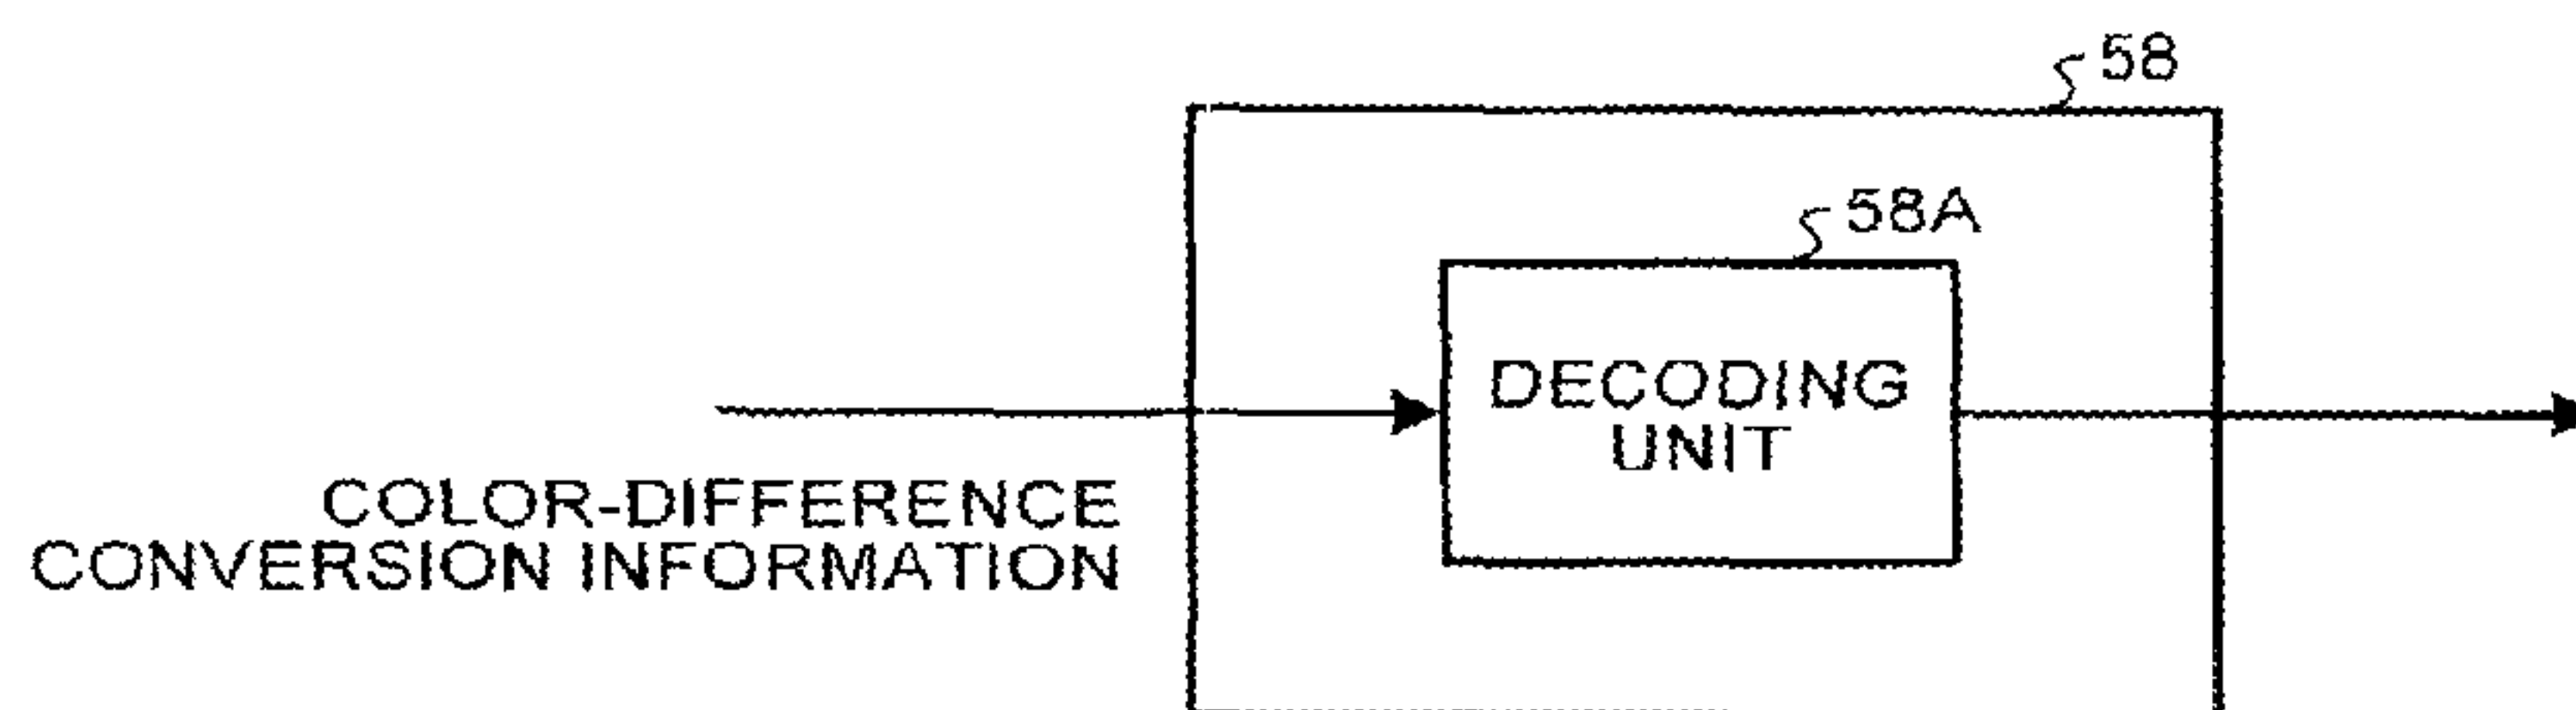 58
58A
DECODING
UNIT
COLOR-DIFFERENCE
CONVERSION INFORMATION